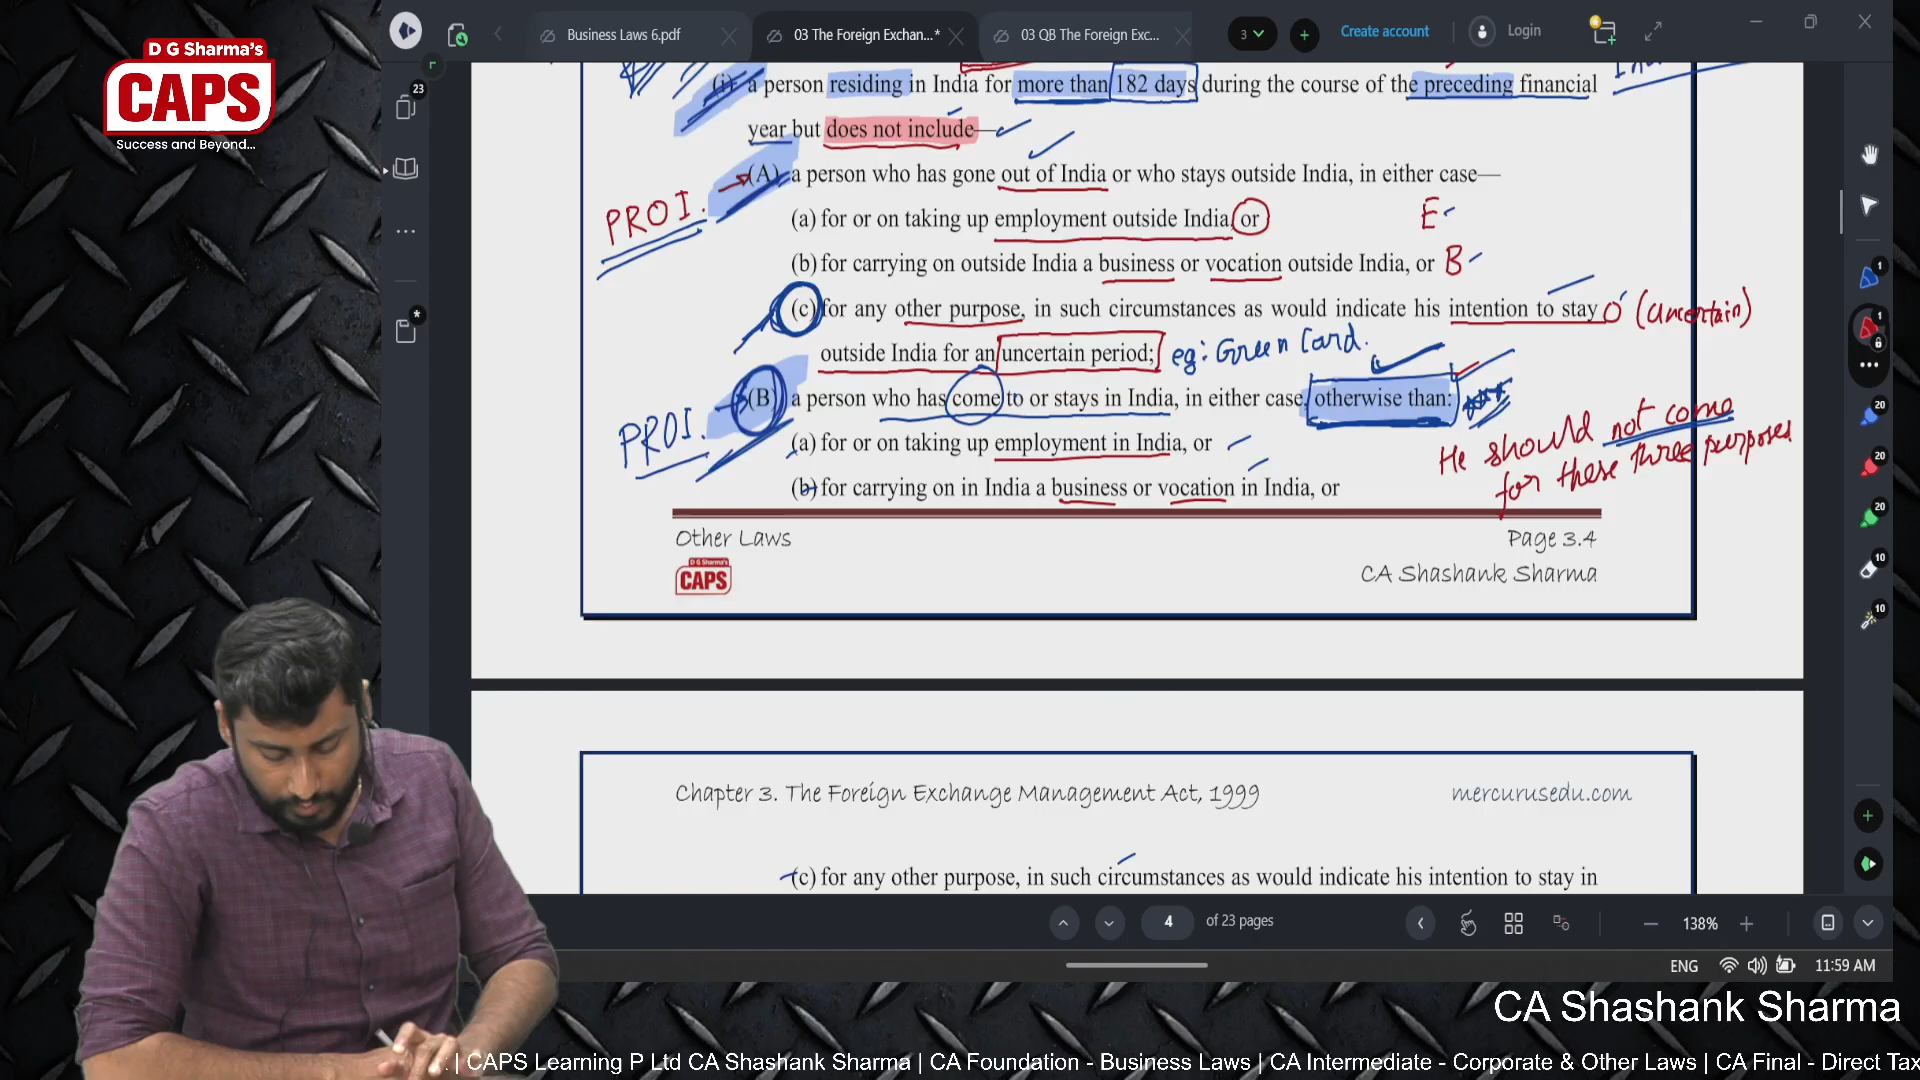 D G Sharma's
CAPS
Success and Beyond...
Business Laws 6.pdf
03 The Foreign Exchan...*
03 QB The Foreign Exc...
3
Create account
Login
23
(i) a person residing in India for more than 182 days during the course of the preceding financial
year but does not include—
(A) a person who has gone out of India or who stays outside India, in either case—
PROI.
(a) for or on taking up employment outside India, or
E
(b) for carrying on outside India a business or vocation outside India, or
B
(c) for any other purpose, in such circumstances as would indicate his intention to stay
O (Uncertain)
outside India for an uncertain period;
eg: Green Card.
(B) a person who has come to or stays in India, in either case, otherwise than:
PROI.
(a) for or on taking up employment in India, or
He should not come
for these three purposes
(b) for carrying on in India a business or vocation in India, or
Other Laws
Page 3.4
D G Sharma's
CAPS
CA Shashank Sharma
Chapter 3. The Foreign Exchange Management Act, 1999
mercurusedu.com
(c) for any other purpose, in such circumstances as would indicate his intention to stay in
1
1
20
20
20
10
10
4
of 23 pages
138%
ENG
11:59 AM
CA Shashank Sharma
| CAPS Learning P Ltd CA Shashank Sharma | CA Foundation - Business Laws | CA Intermediate - Corporate & Other Laws | CA Final - Direct Tax